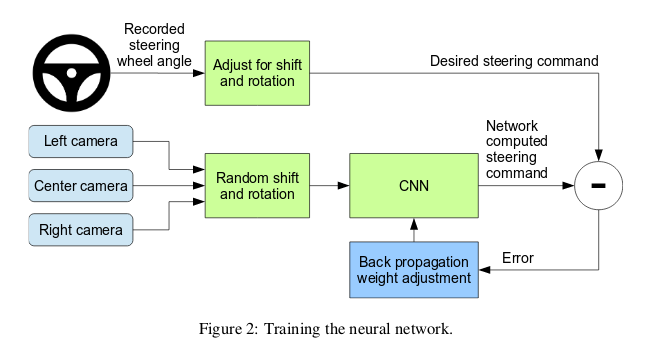 Recorded
steering
wheel angle
Adjust for shift
and rotation
Desired steering command
Left camera
Center camera
Right camera
Random shift
and rotation
CNN
Network
computed
steering
command
-
Back propagation
weight adjustment
Error
Figure 2: Training the neural network.